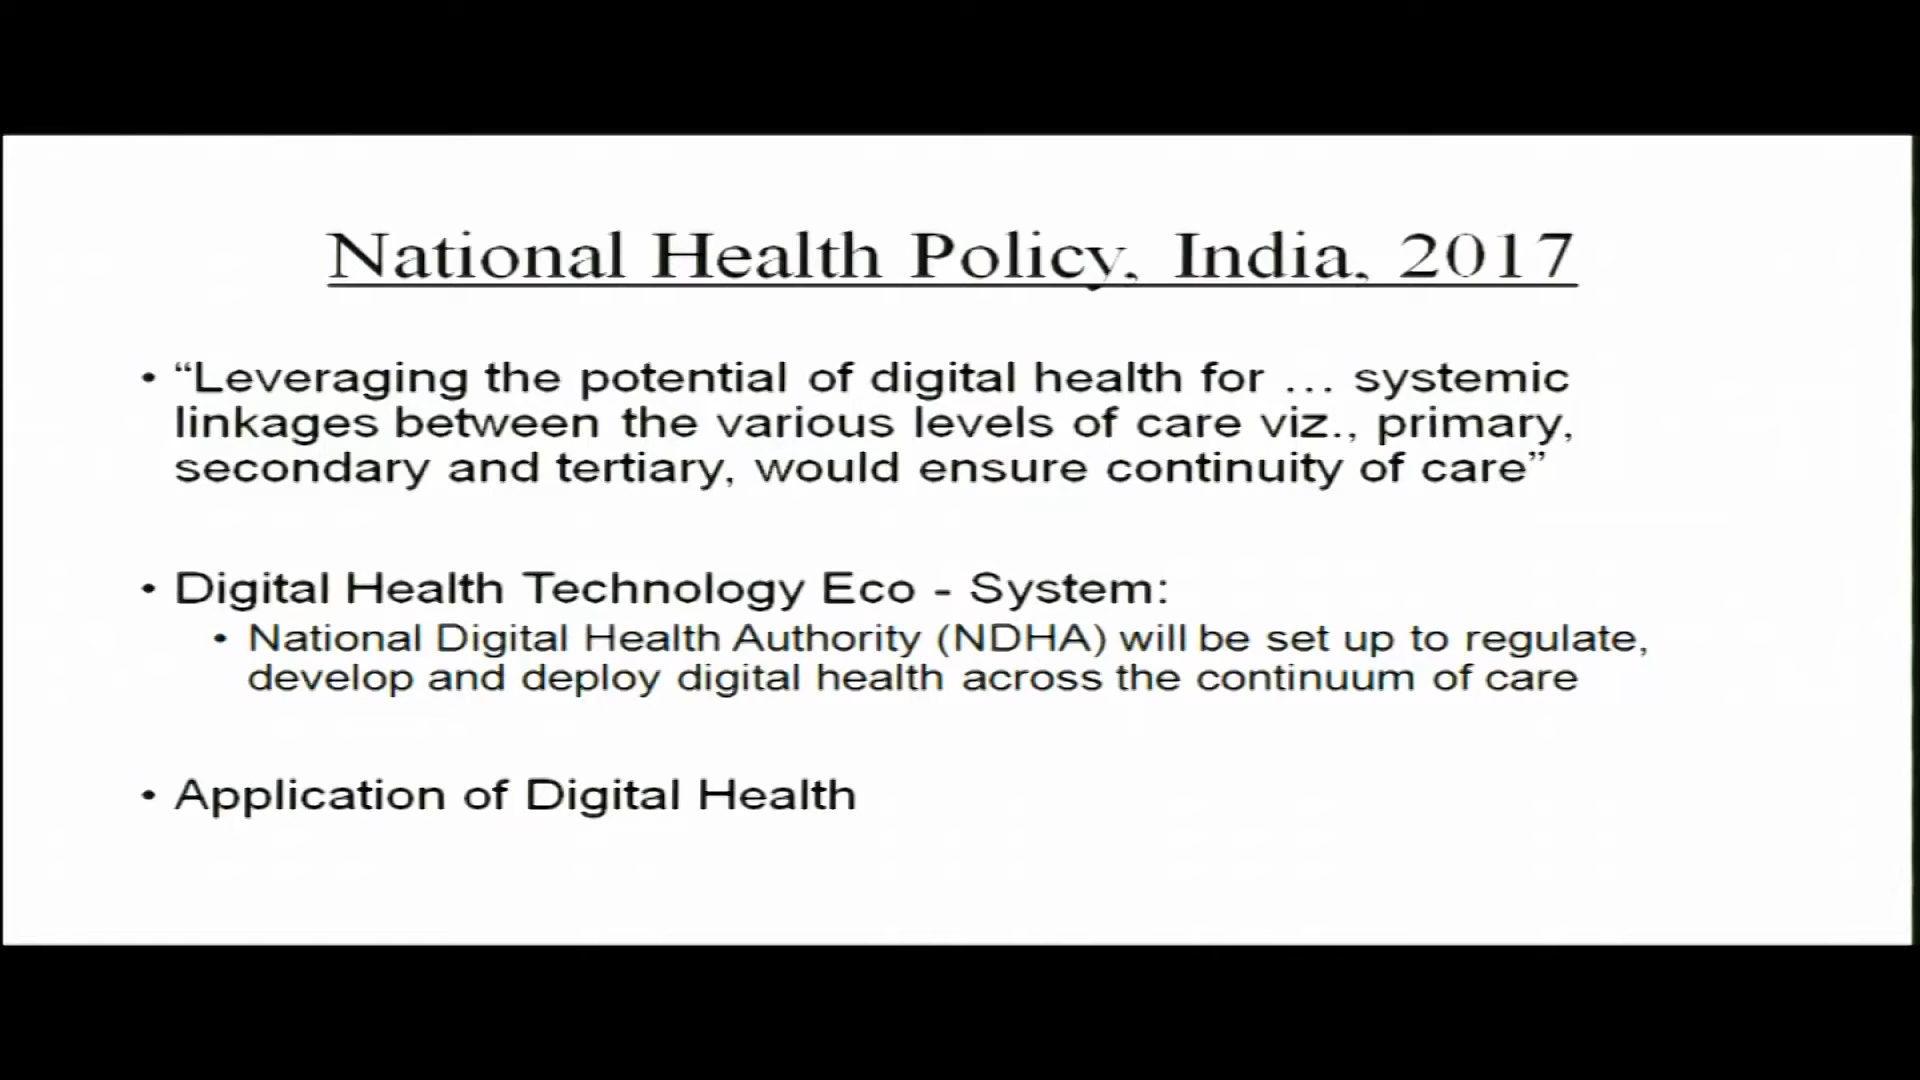 National Health Policy, India, 2017
• “Leveraging the potential of digital health for … systemic
linkages between the various levels of care viz., primary,
secondary and tertiary, would ensure continuity of care”
• Digital Health Technology Eco - System:
• National Digital Health Authority (NDHA) will be set up to regulate,
develop and deploy digital health across the continuum of care
• Application of Digital Health